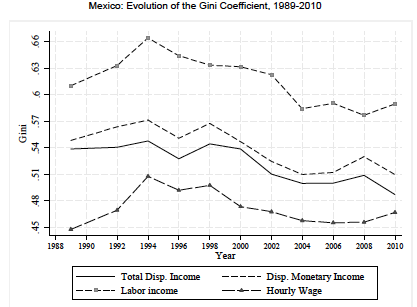 Mexico: Evolution of the Gini Coefficient, 1989-2010
.66
.63
.6
.57
.54
.51
.48
.45
Gini
1988 1990 1992 1994 1996 1998 2000 2002 2004 2006 2008 2010
Year
Total Disp. Income Disp. Monetary Income
Labor income Hourly Wage